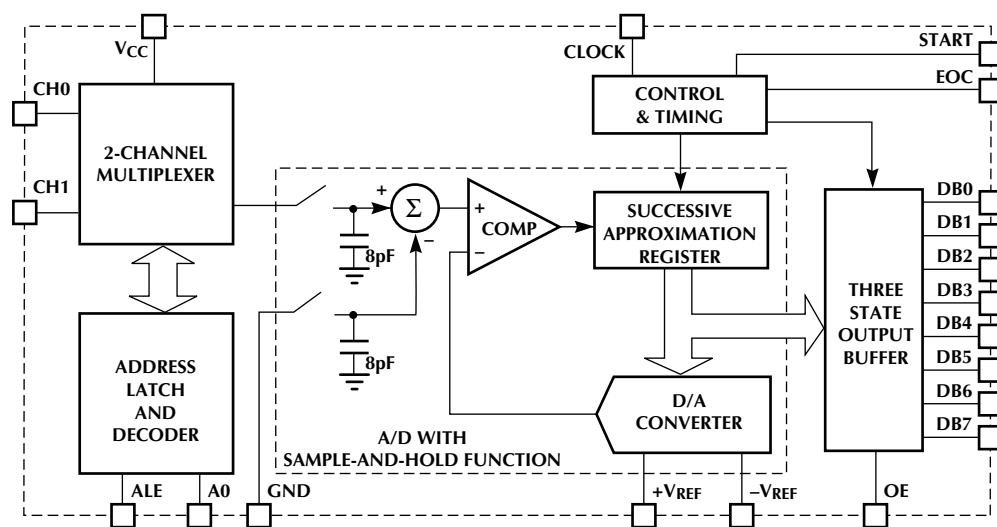 VCC
CLOCK
START
EOC
CH0
CH1
2-CHANNEL
MULTIPLEXER
CONTROL
& TIMING
+
Σ
−
8pF
8pF
+
COMP
−
SUCCESSIVE
APPROXIMATION
REGISTER
THREE
STATE
OUTPUT
BUFFER
DB0
DB1
DB2
DB3
DB4
DB5
DB6
DB7
ADDRESS
LATCH
AND
DECODER
D/A
CONVERTER
A/D WITH
SAMPLE-AND-HOLD FUNCTION
ALE
A0
GND
+VREF
−VREF
OE